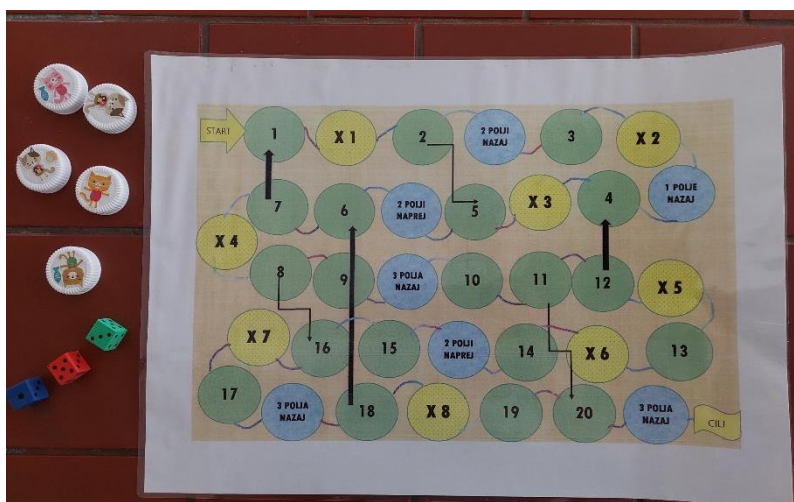 START
1
X 1
2
2 POLJI
NAZAJ
3
X 2
7
6
2 POLJI
NAPREJ
5
X 3
4
1 POLJE
NAZAJ
X 4
8
9
3 POLJA
NAZAJ
10
11
12
X 5
X 7
16
15
2 POLJI
NAPREJ
14
X 6
13
17
3 POLJA
NAZAJ
18
X 8
19
20
3 POLJA
NAZAJ
CILJ